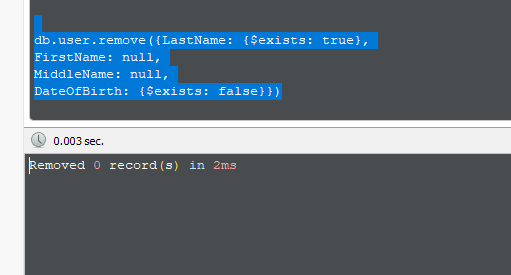 db.user.remove({LastName: {$exists: true},
FirstName: null,
MiddleName: null,
DateOfBirth: {$exists: false}})
0.003 sec.
Removed 0 record(s) in 2ms